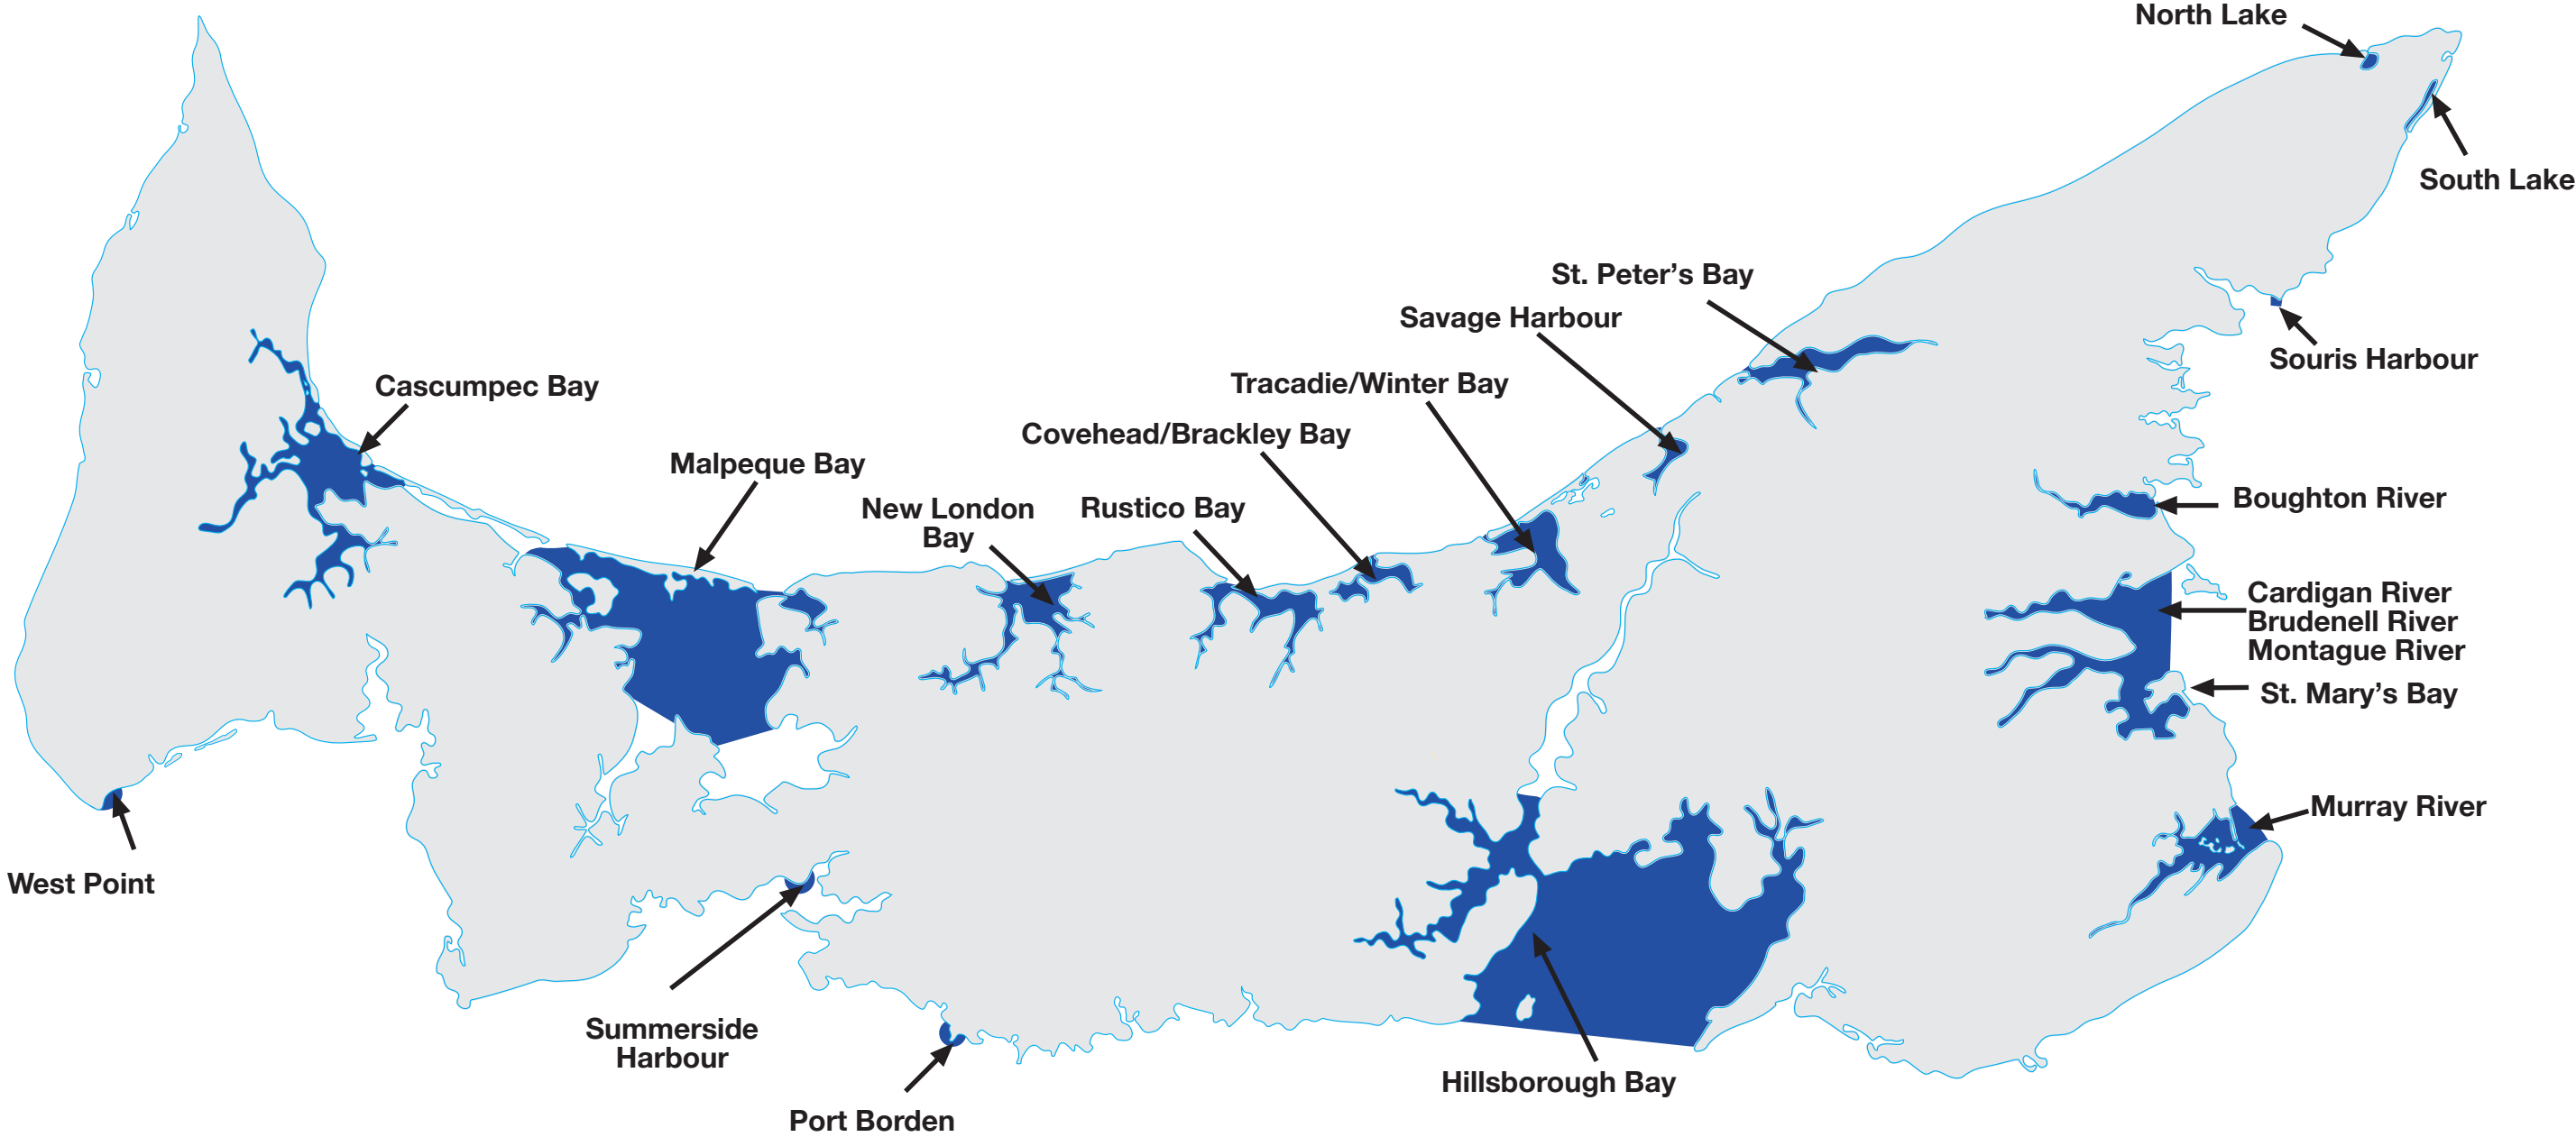 North Lake
South Lake
St. Peter's Bay
Savage Harbour
Souris Harbour
Tracadie/Winter Bay
Cascumpec Bay
Covehead/Brackley Bay
Malpeque Bay
New London
Bay
Rustico Bay
Boughton River
Cardigan River
Brudenell River
Montague River
St. Mary's Bay
Murray River
West Point
Summerside
Harbour
Hillsborough Bay
Port Borden